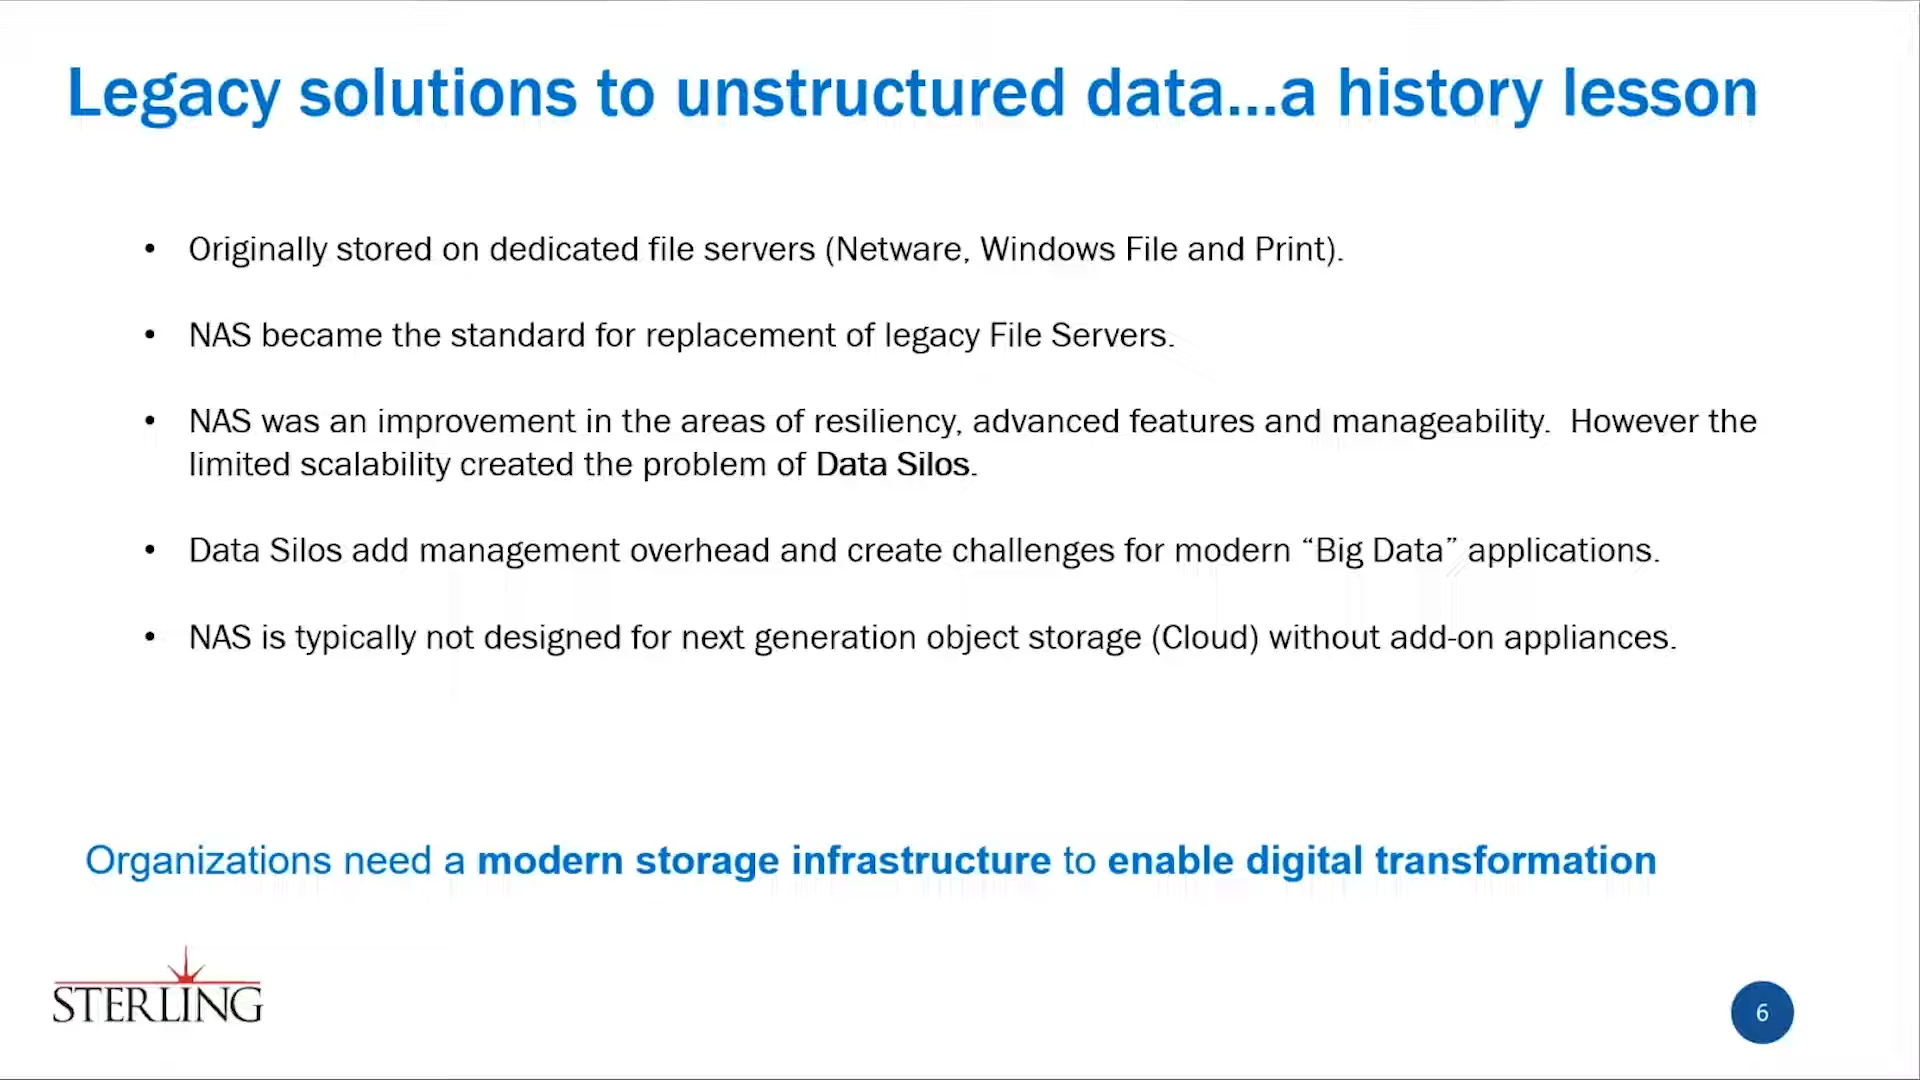 Legacy solutions to unstructured data...a history lesson
• Originally stored on dedicated file servers (Netware, Windows File and Print).
• NAS became the standard for replacement of legacy File Servers.
• NAS was an improvement in the areas of resiliency, advanced features and manageability.  However the
limited scalability created the problem of Data Silos.
• Data Silos add management overhead and create challenges for modern “Big Data” applications.
• NAS is typically not designed for next generation object storage (Cloud) without add-on appliances.
Organizations need a modern storage infrastructure to enable digital transformation
STERLING
6